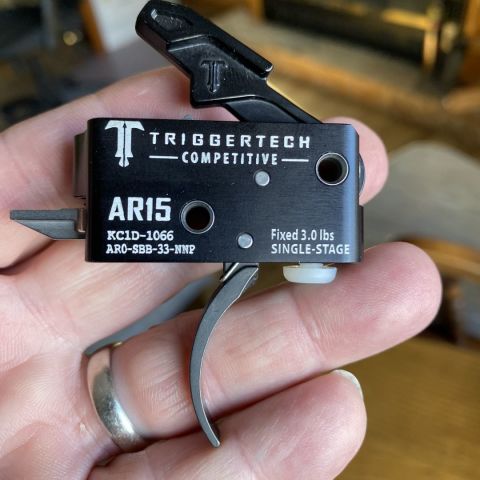 TRIGGERTECH
COMPETITIVE
AR15
KC1D-1066
AR0-SBB-33-NNP
Fixed 3.0 lbs
SINGLE-STAGE